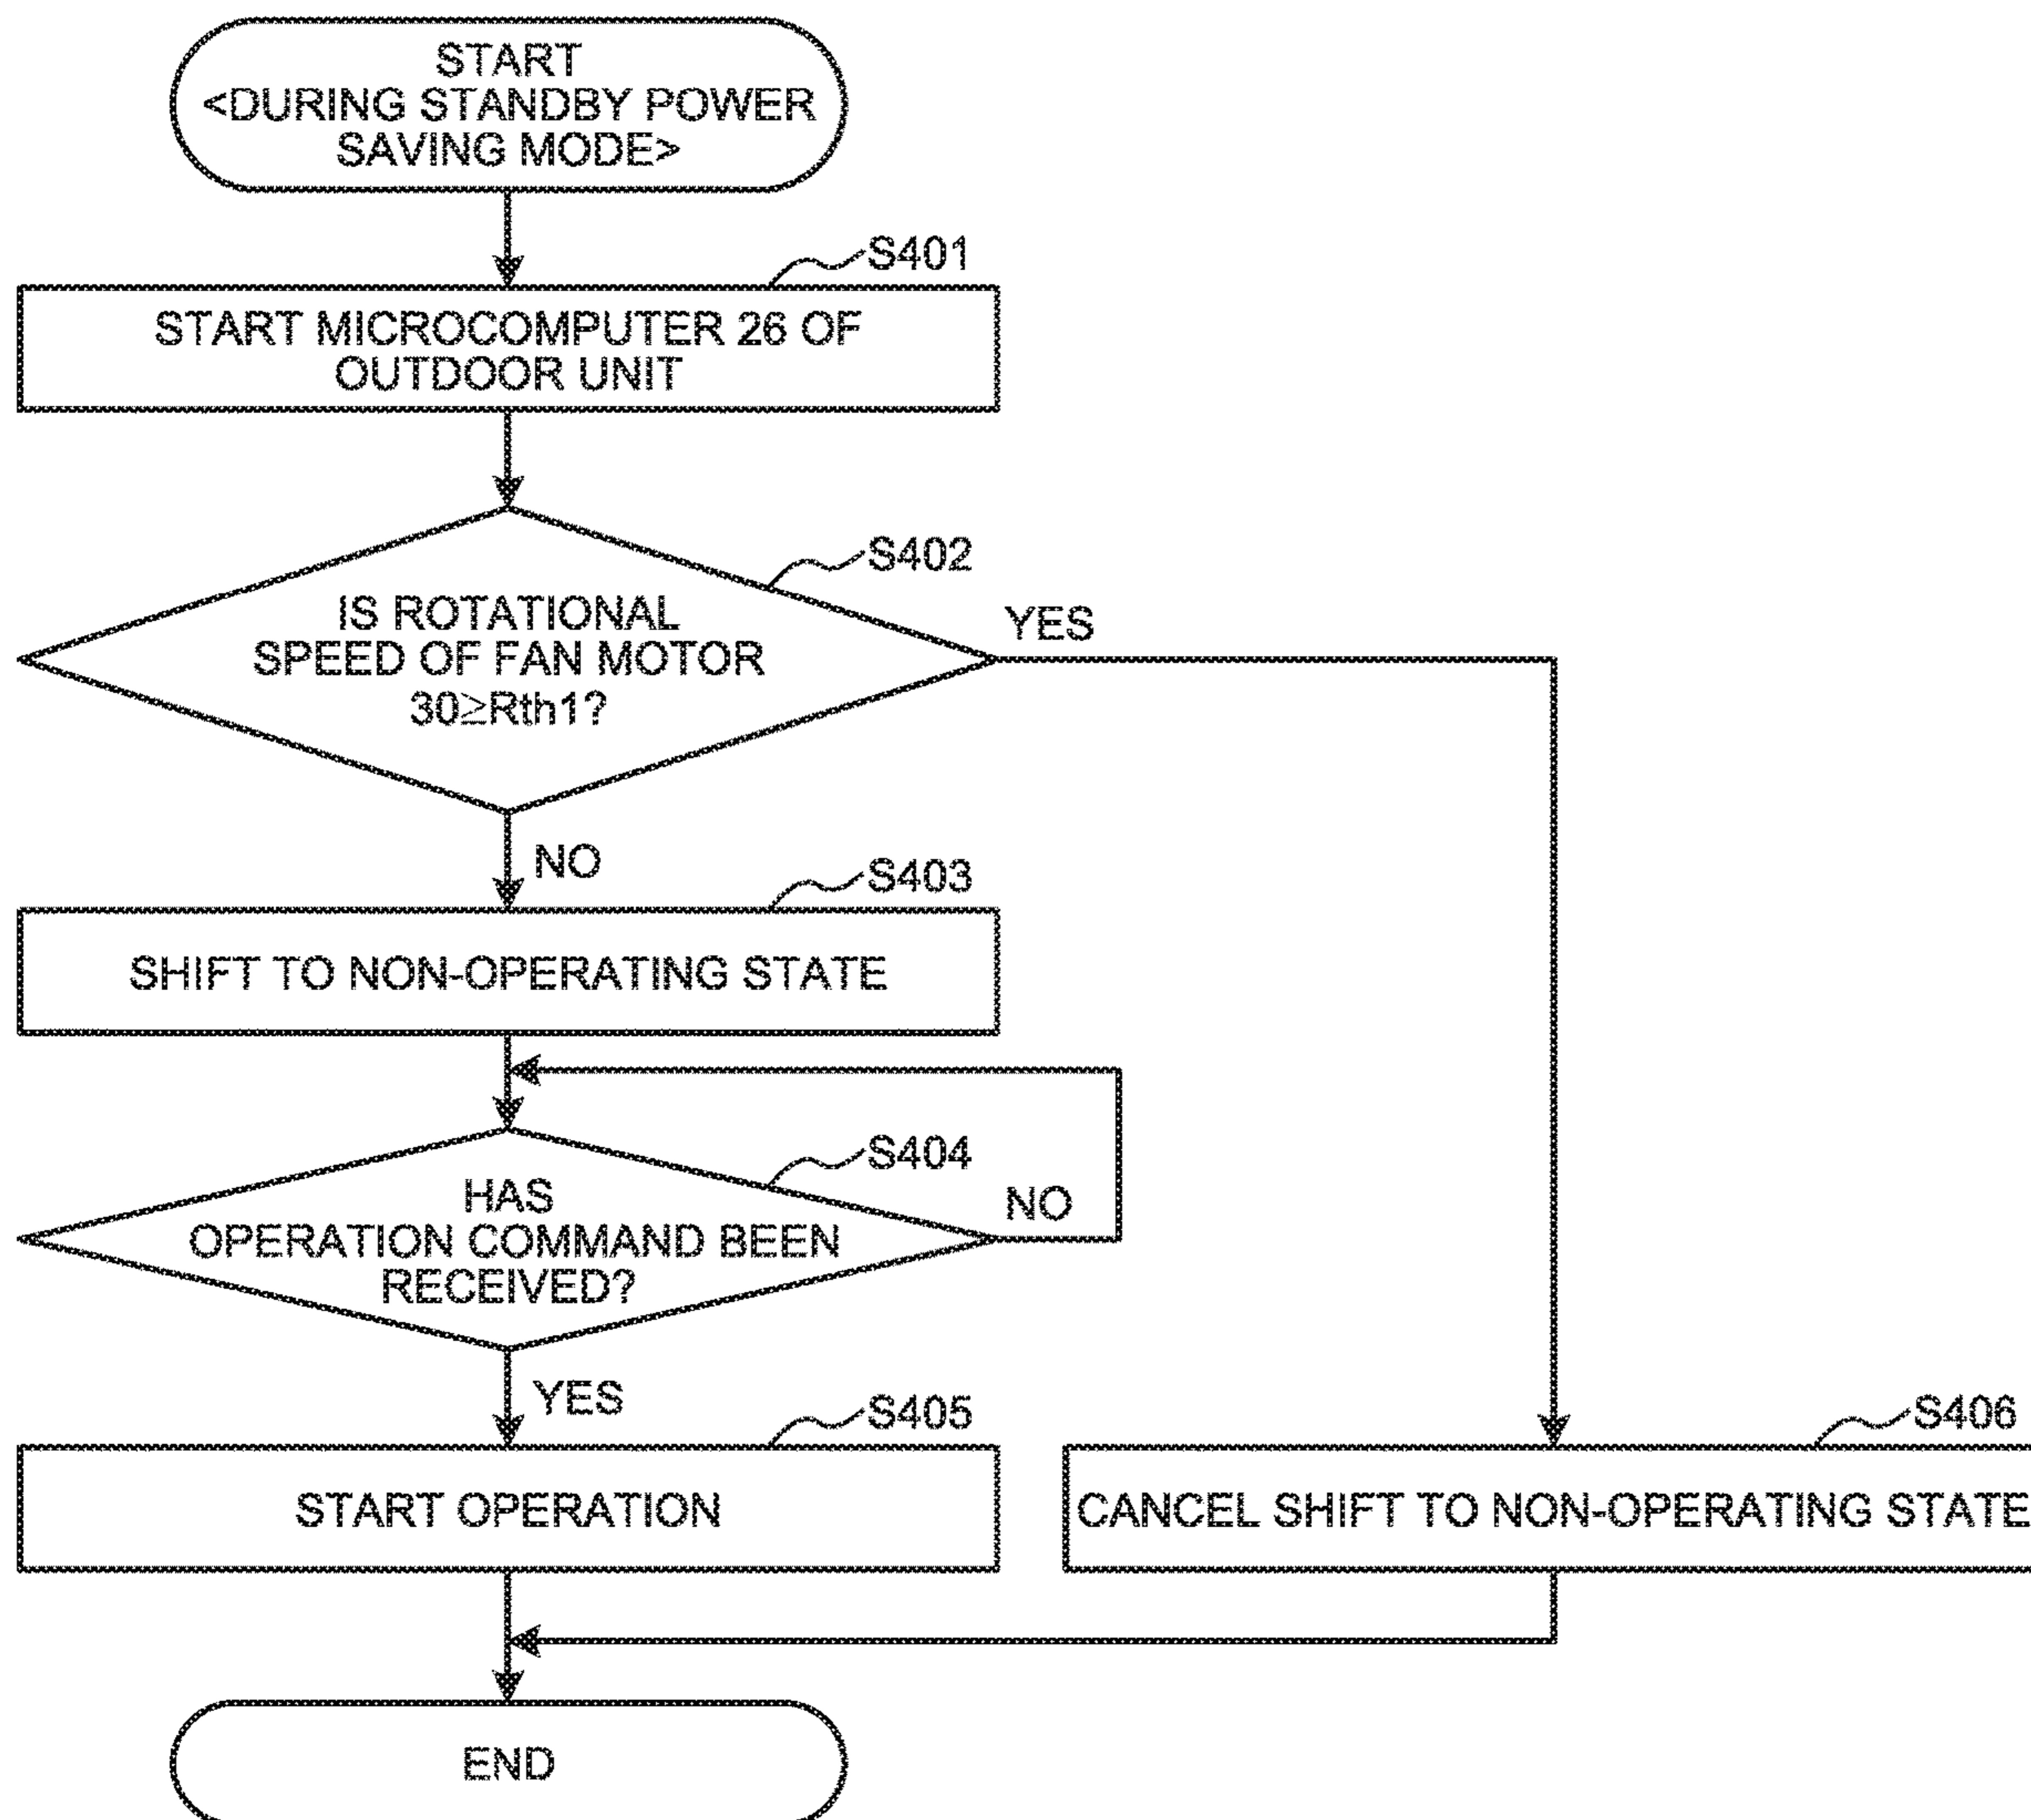 START
<DURING STANDBY POWER
SAVING MODE>
S401
START MICROCOMPUTER 26 OF
OUTDOOR UNIT
S402
IS ROTATIONAL
SPEED OF FAN MOTOR
30≧Rth1?
YES
NO
S403
SHIFT TO NON-OPERATING STATE
S404
HAS
OPERATION COMMAND BEEN
RECEIVED?
NO
YES
S405
START OPERATION
S406
CANCEL SHIFT TO NON-OPERATING STATE
END